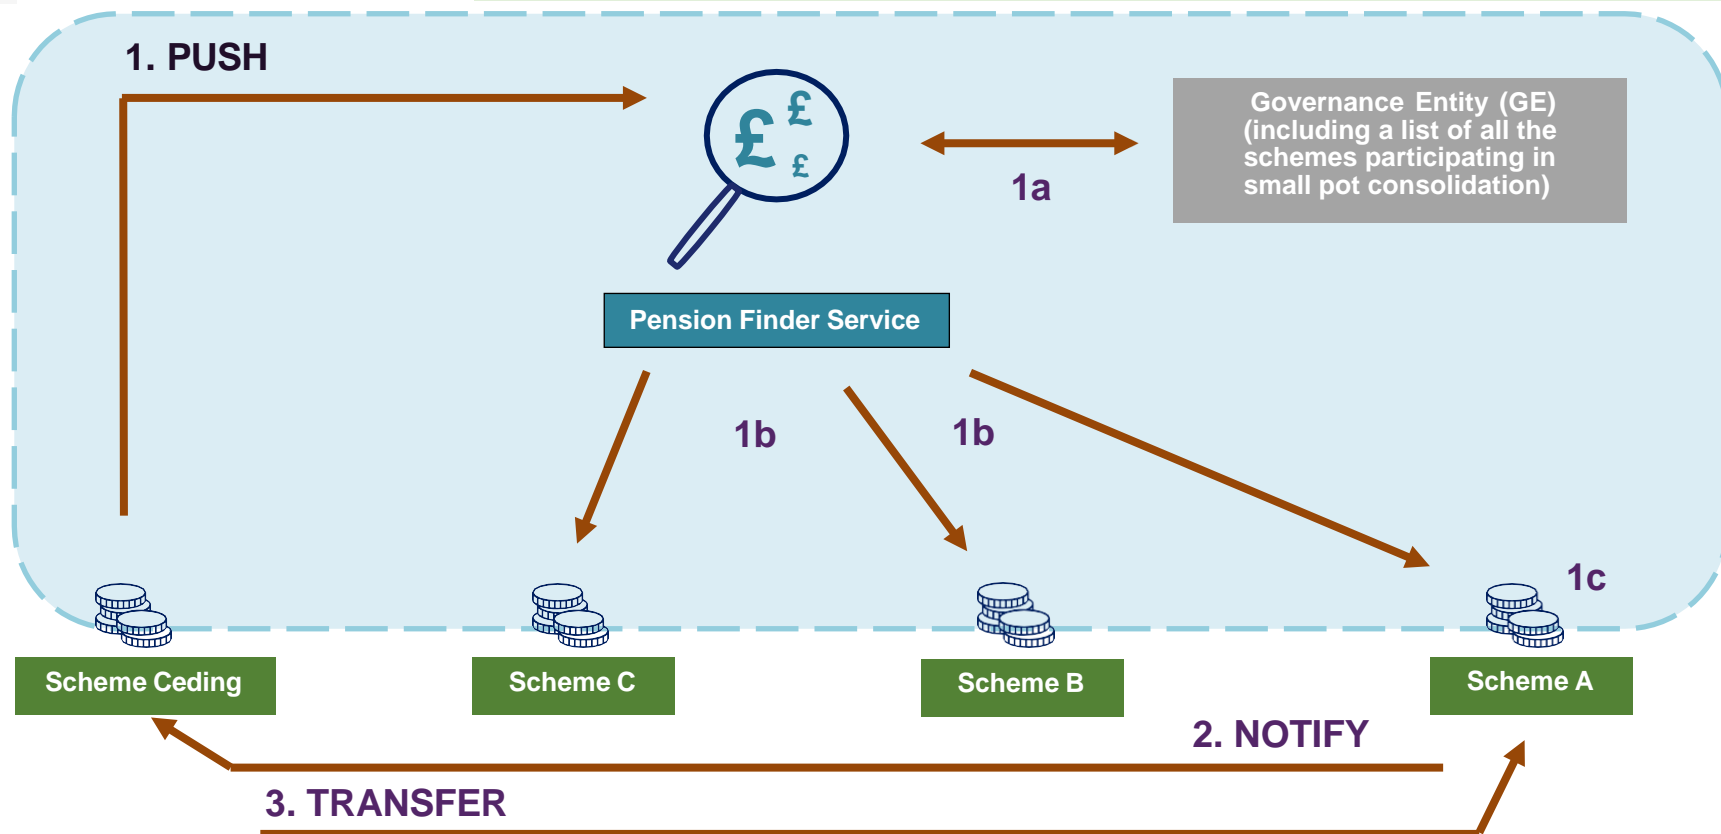 1. PUSH
£
£
£
Governance Entity (GE)
(including a list of all the
schemes participating in
small pot consolidation)
1a
Pension Finder Service
1b
1b
1c
Scheme Ceding
Scheme C
Scheme B
Scheme A
2. NOTIFY
3. TRANSFER